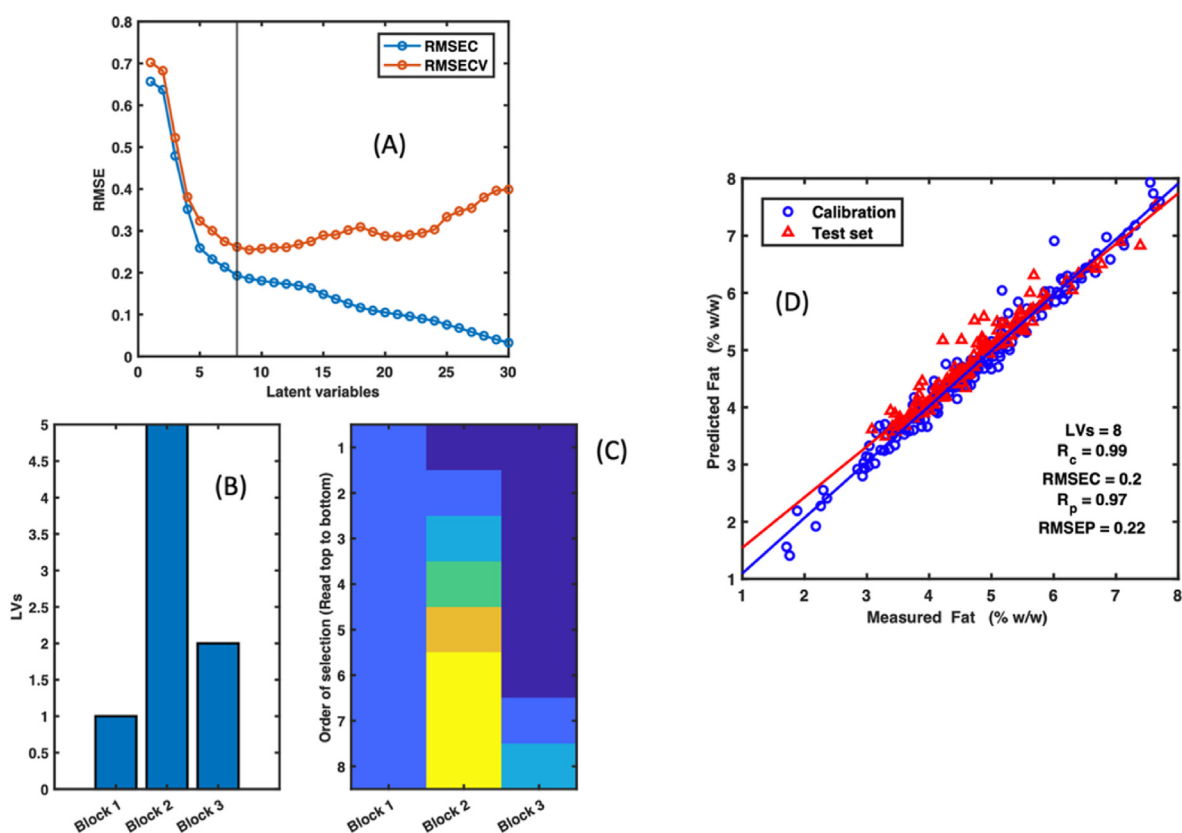 0.8
0.7
0.6
0.5
0.4
0.3
0.2
0.1
0
RMSE
RMSEC
RMSECV
(A)
0 5 10 15 20 25 30
Latent variables
5
4.5
4
3.5
3
2.5
2
1.5
1
0.5
0
LVs
(B)
Block 1 Block 2 Block 3
Order of selection (Read top to bottom)
1
2
3
4
5
6
7
8
(C)
Block 1 Block 2 Block 3
8
7
6
5
4
3
2
1
Predicted Fat (% w/w)
Calibration
Test set
(D)
LVs = 8
Rc = 0.99
RMSEC = 0.2
Rp = 0.97
RMSEP = 0.22
1 2 3 4 5 6 7 8
Measured Fat (% w/w)